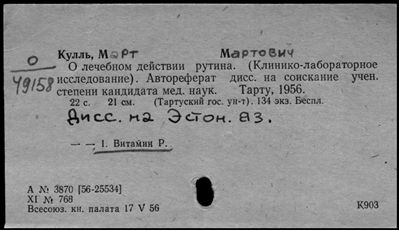 Кулль, Март Мартович
О
49158
О лечебном действии рутина. (Клинико-лабораторное
исследование). Автореферат дисс. на соискание учен.
степени кандидата мед. наук. Тарту, 1956.
22 с. 21 см. (Тартуский гос. ун-т). 134 экз. Беспл.
Дисс. на Эстон. яз.
— — 1. Витамин Р.
А № 3870 [56-25534]
XI № 768
Всесоюз. кн. палата 17 V 56
К903